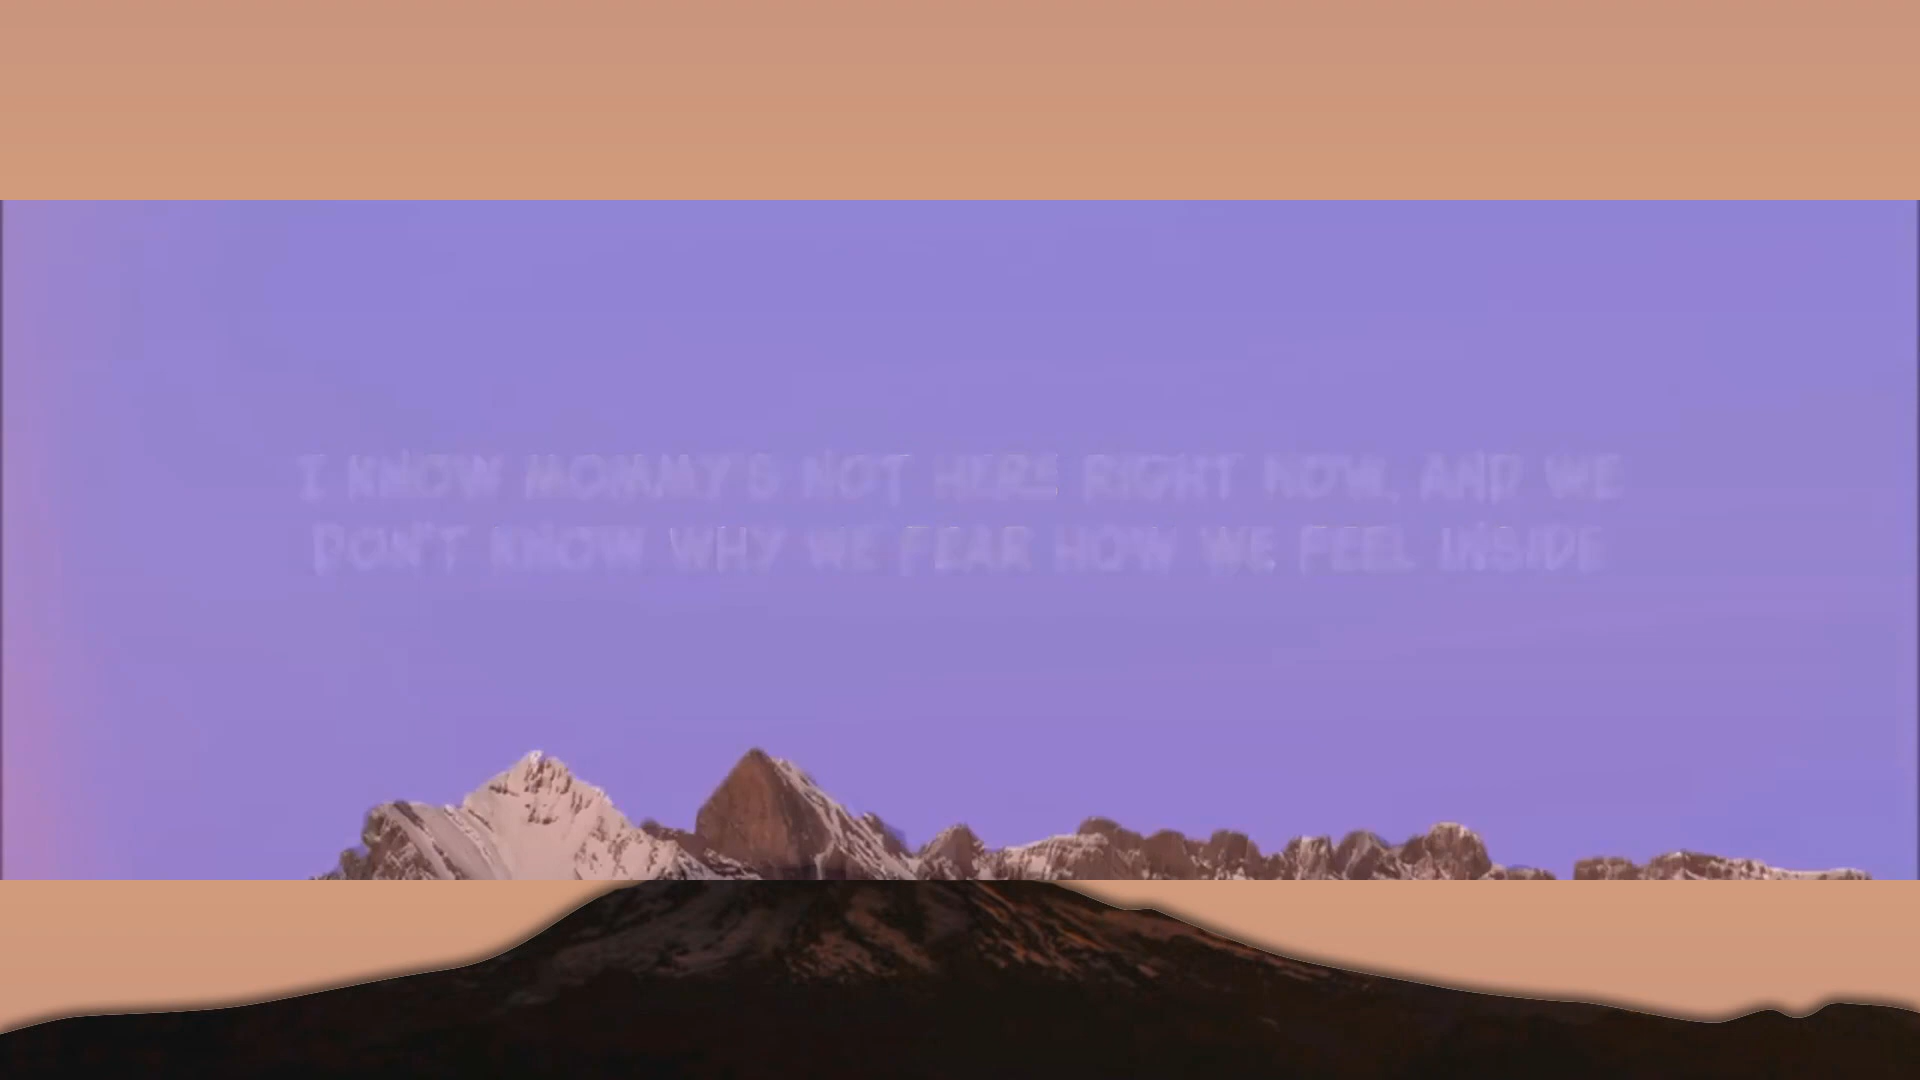 I KNOW MOMMY'S NOT HERE RIGHT NOW, AND WE
DON'T KNOW WHY WE FEAR HOW WE FEEL INSIDE